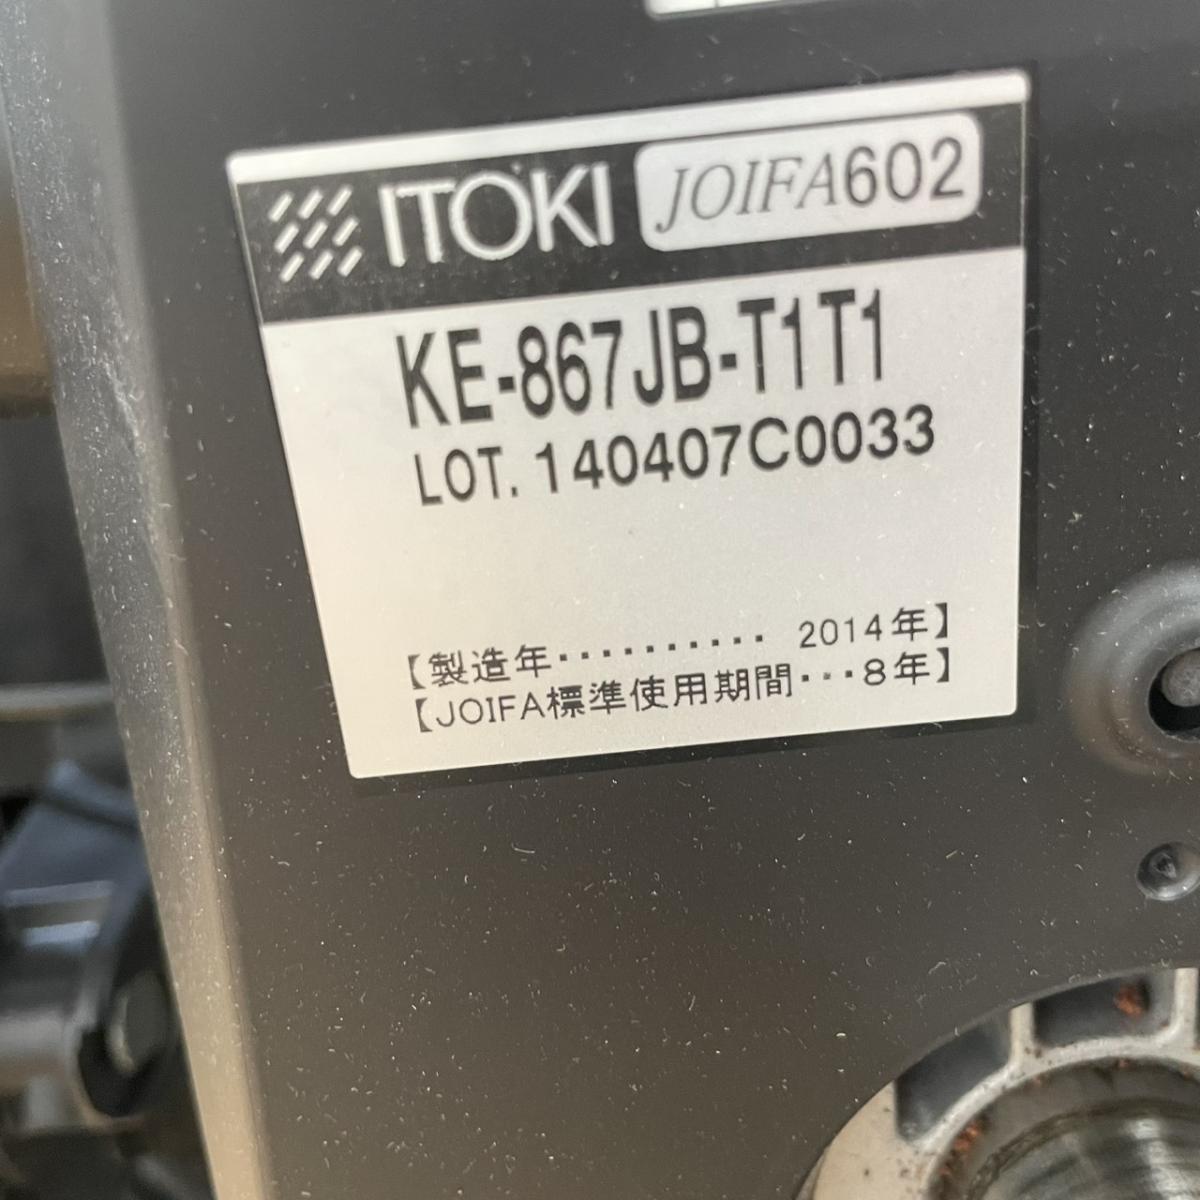 ITOKI JOIFA602
KE-867JB-T1T1
LOT. 140407C0033
【製造年・・・・・・・・・・ 2014年】
【JOIFA標準使用期間・・・8年】